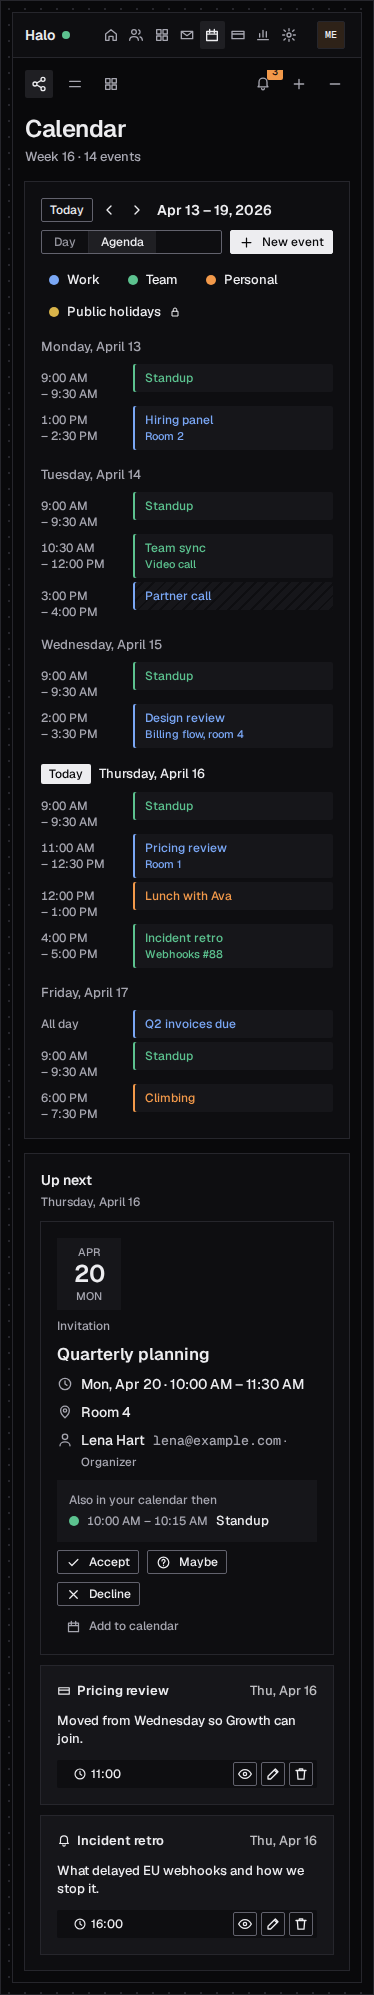 Halo
ME
3
Calendar
Week 16 · 14 events
Today
Apr 13 – 19, 2026
Day
Agenda
New event
Work
Team
Personal
Public holidays
Monday, April 13
9:00 AM
– 9:30 AM
Standup
1:00 PM
– 2:30 PM
Hiring panel
Room 2
Tuesday, April 14
9:00 AM
– 9:30 AM
Standup
10:30 AM
– 12:00 PM
Team sync
Video call
3:00 PM
– 4:00 PM
Partner call
Wednesday, April 15
9:00 AM
– 9:30 AM
Standup
2:00 PM
– 3:30 PM
Design review
Billing flow, room 4
Today
Thursday, April 16
9:00 AM
– 9:30 AM
Standup
11:00 AM
– 12:30 PM
Pricing review
Room 1
12:00 PM
– 1:00 PM
Lunch with Ava
4:00 PM
– 5:00 PM
Incident retro
Webhooks #88
Friday, April 17
All day
Q2 invoices due
9:00 AM
– 9:30 AM
Standup
6:00 PM
– 7:30 PM
Climbing
Up next
Thursday, April 16
APR
20
MON
Invitation
Quarterly planning
Mon, Apr 20 · 10:00 AM – 11:30 AM
Room 4
Lena Hart lena@example.com ·
Organizer
Also in your calendar then
10:00 AM – 10:15 AM Standup
Accept
Maybe
Decline
Add to calendar
Pricing review
Thu, Apr 16
Moved from Wednesday so Growth can
join.
11:00
Incident retro
Thu, Apr 16
What delayed EU webhooks and how we
stop it.
16:00